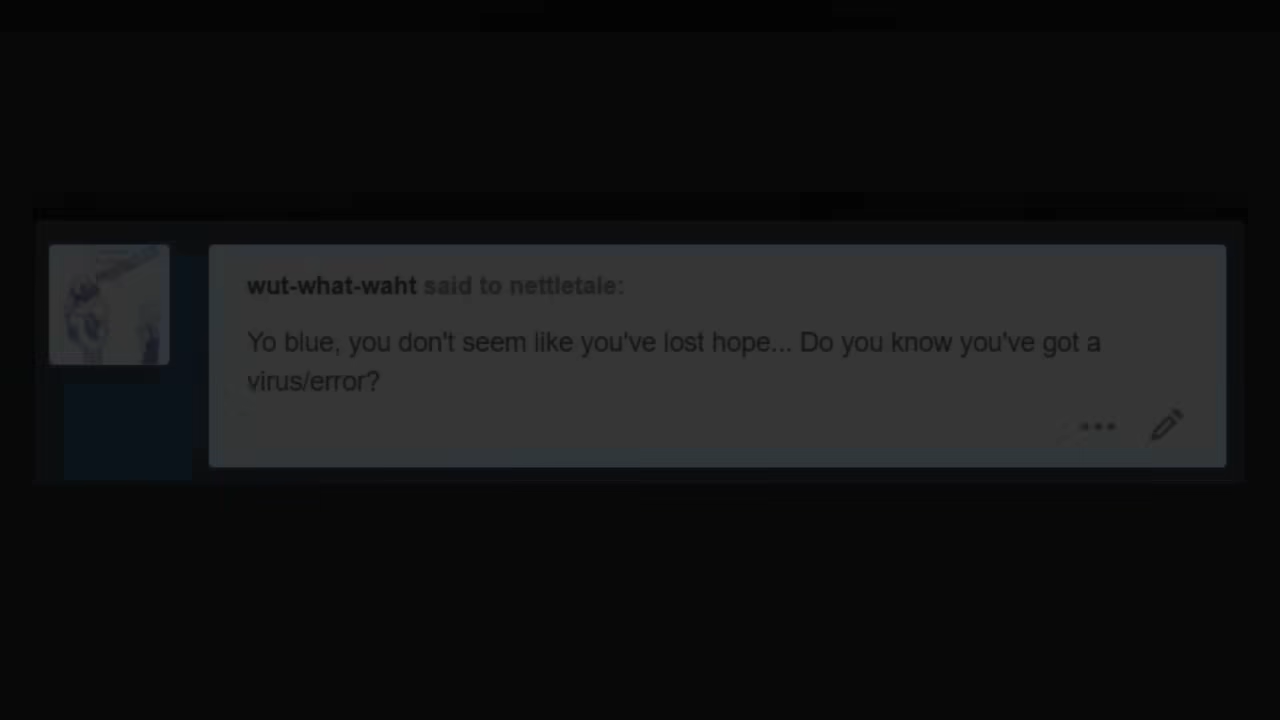 wut-what-waht said to nettletale:
Yo blue, you don't seem like you've lost hope... Do you know you've got a
virus/error?